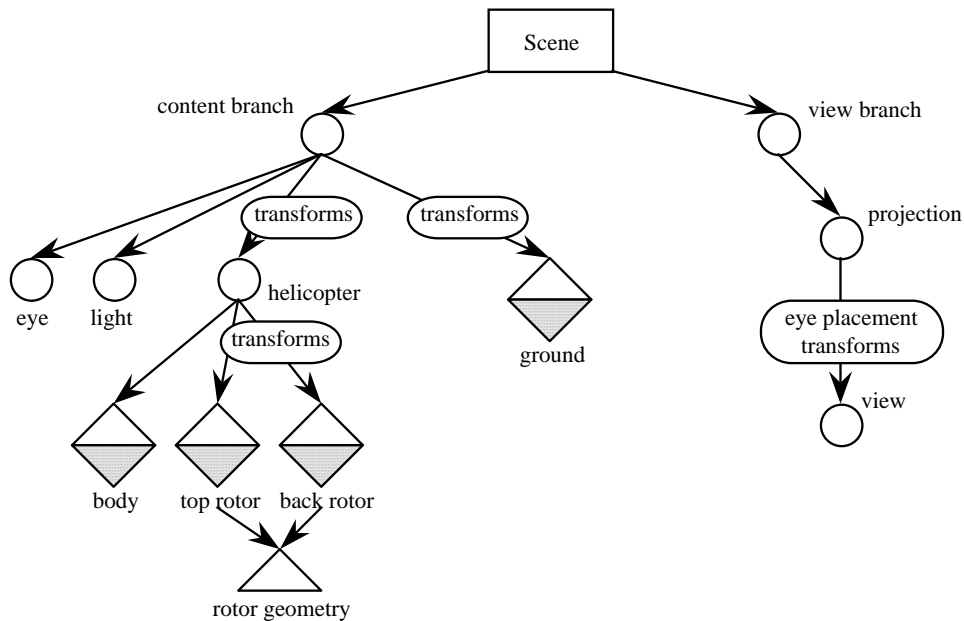 Scene
content branch
view branch
transforms
transforms
projection
eye
light
helicopter
eye placement
transforms
transforms
ground
view
body
top rotor
back rotor
rotor geometry